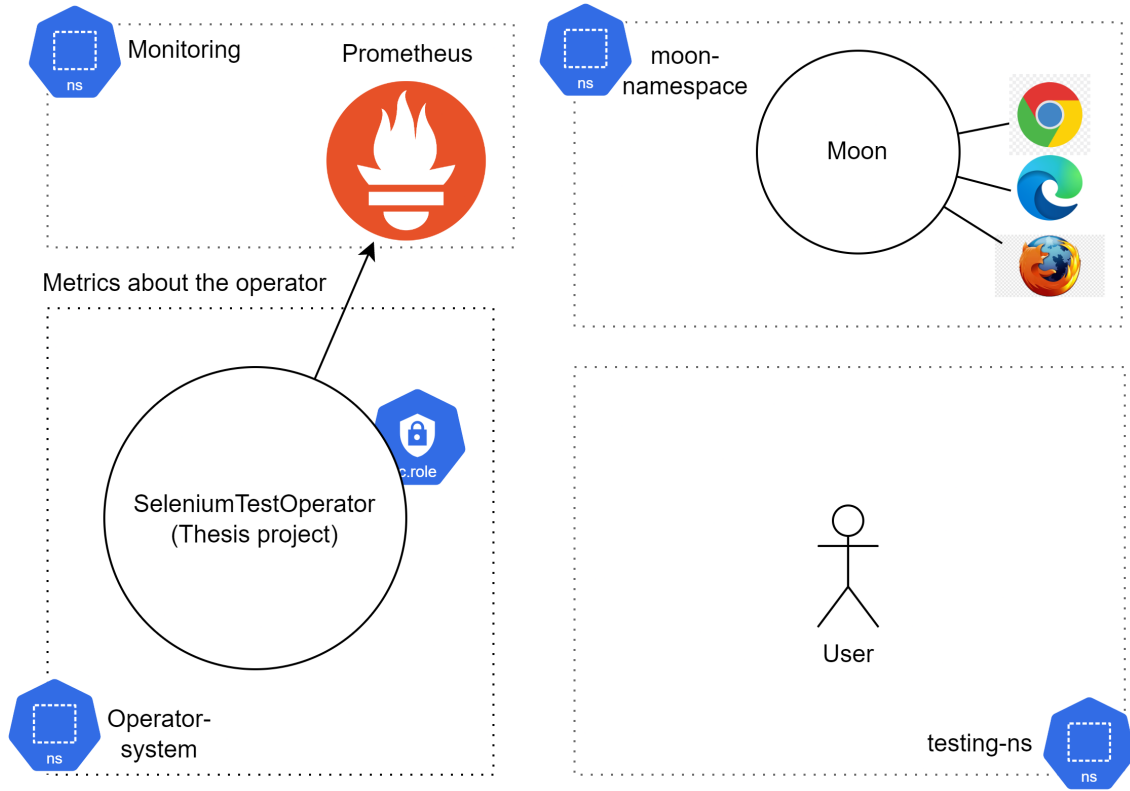 Monitoring
ns
Prometheus
moon-
namespace
ns
Moon
Metrics about the operator
c.role
SeleniumTestOperator
(Thesis project)
User
Operator-
system
ns
testing-ns
ns